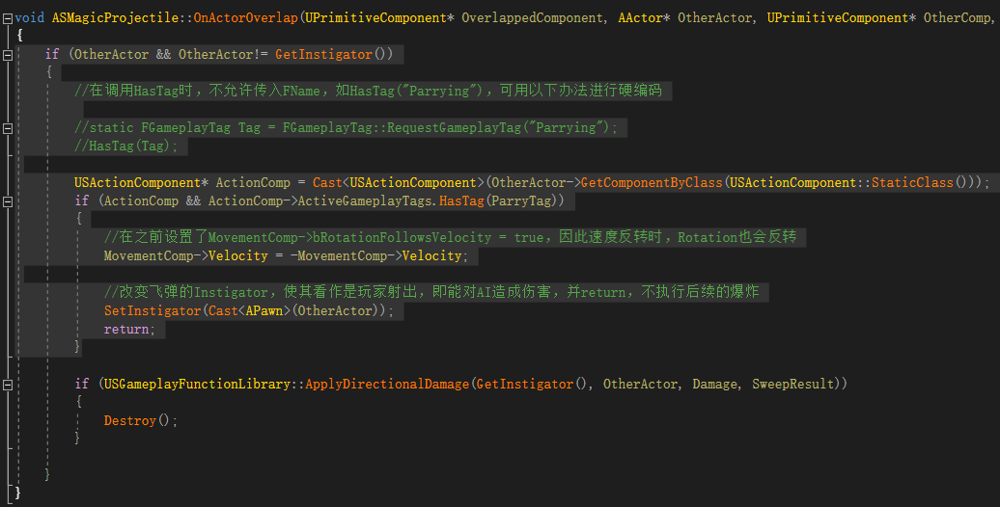 void ASMagicProjectile::OnActorOverlap(UPrimitiveComponent* OverlappedComponent, AActor* OtherActor, UPrimitiveComponent* OtherComp,
{
if (OtherActor && OtherActor!= GetInstigator())
{
//在调用HasTag时，不允许传入FName，如HasTag("Parrying")，可用以下办法进行硬编码
//static FGameplayTag Tag = FGameplayTag::RequestGameplayTag("Parrying");
//HasTag(Tag);
USActionComponent* ActionComp = Cast<USActionComponent>(OtherActor->GetComponentByClass(USActionComponent::StaticClass()));
if (ActionComp && ActionComp->ActiveGameplayTags.HasTag(ParryTag))
{
//在之前设置了MovementComp->bRotationFollowsVelocity = true，因此速度反转时，Rotation也会反转
MovementComp->Velocity = -MovementComp->Velocity;
//改变飞弹的Instigator，使其看作是玩家射出，即能对AI造成伤害，并return，不执行后续的爆炸
SetInstigator(Cast<APawn>(OtherActor));
return;
}
if (USGameplayFunctionLibrary::ApplyDirectionalDamage(GetInstigator(), OtherActor, Damage, SweepResult))
{
Destroy();
}
}
}